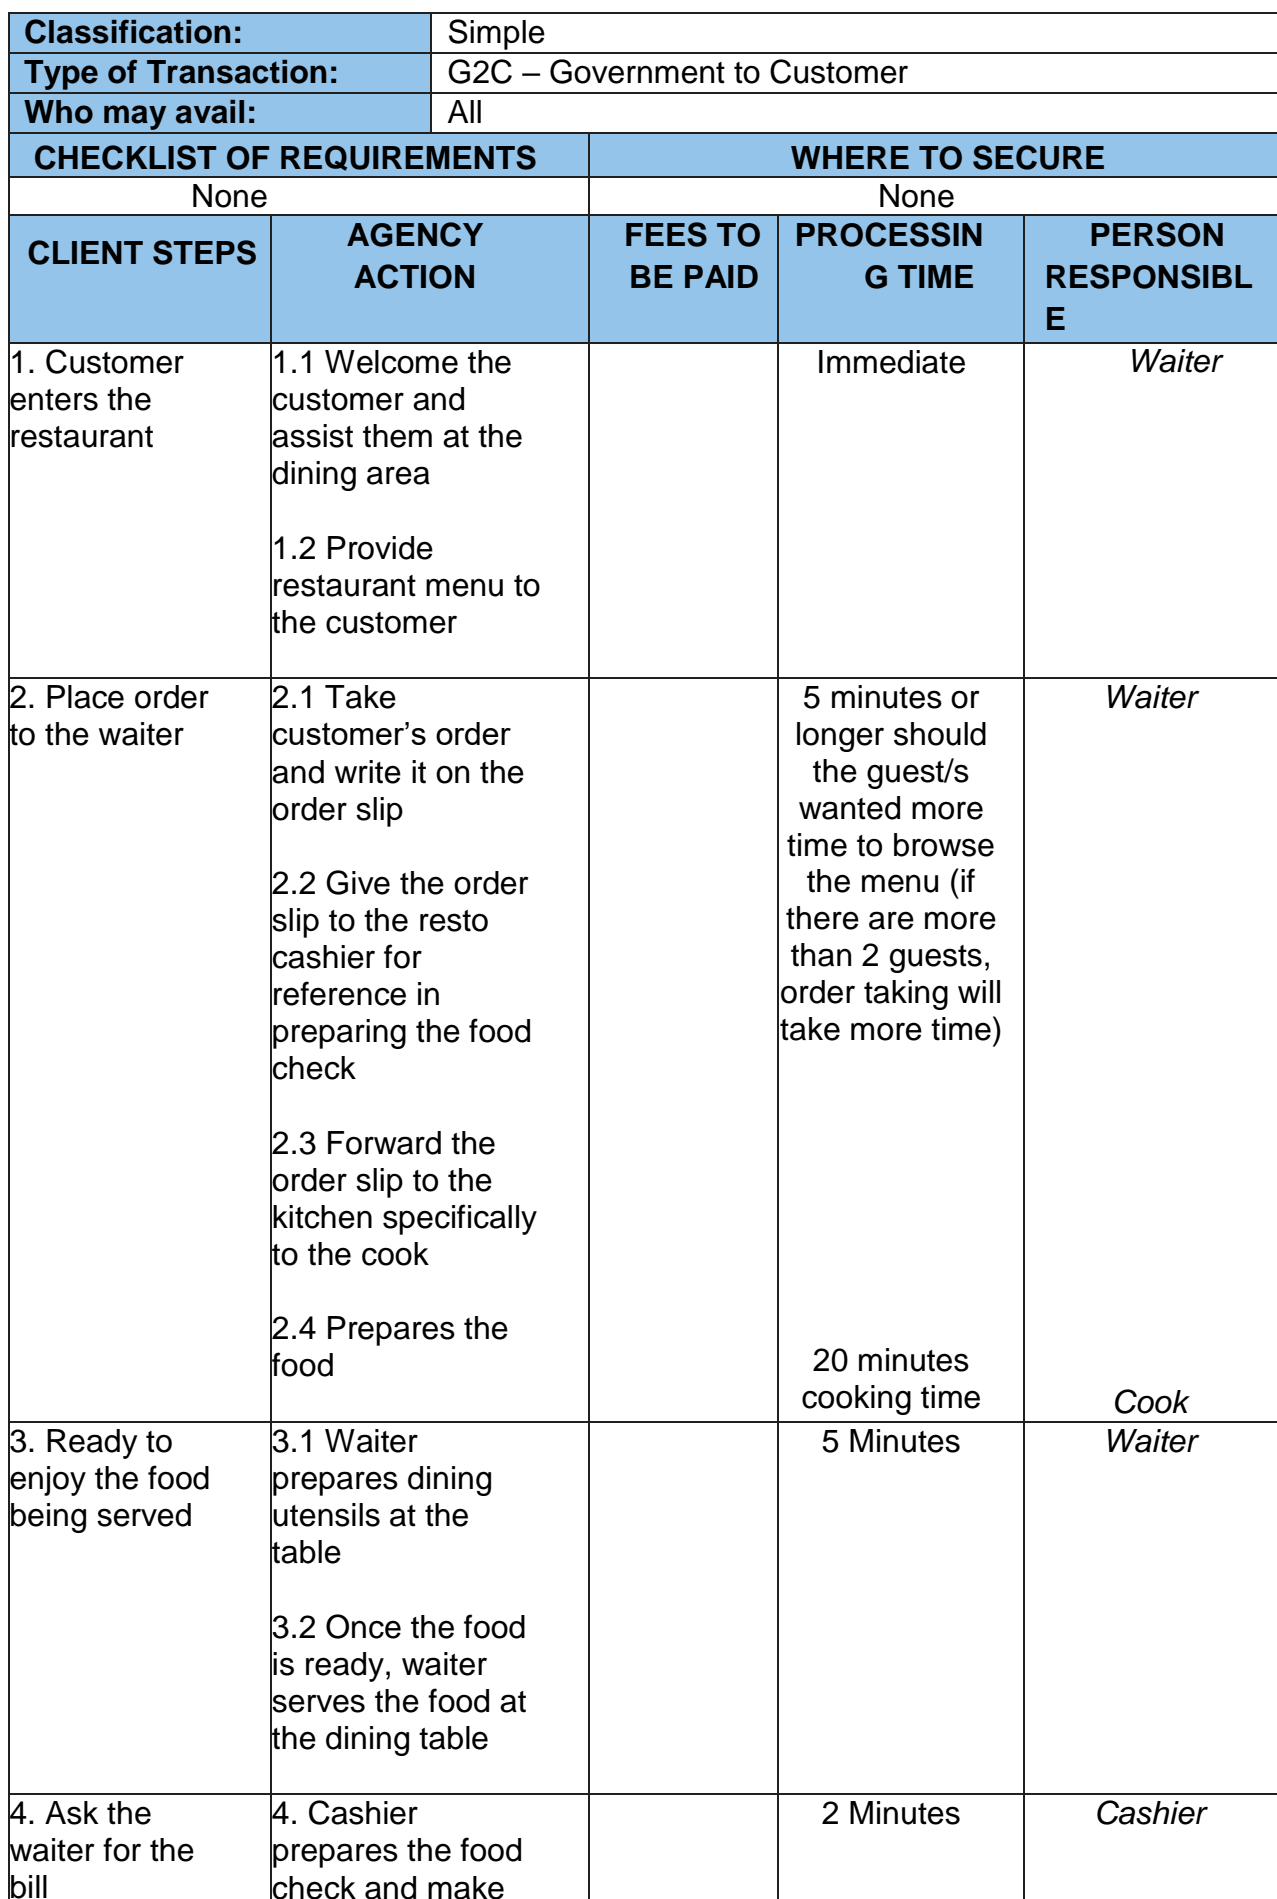 Classification: Simple
Type of Transaction: G2C – Government to Customer
Who may avail: All
CHECKLIST OF REQUIREMENTS WHERE TO SECURE
None None
CLIENT STEPS
AGENCY
ACTION
FEES TO
BE PAID
PROCESSIN
G TIME
PERSON
RESPONSIBL
E
1. Customer
enters the
restaurant
1.1 Welcome the
customer and
assist them at the
dining area
1.2 Provide
restaurant menu to
the customer
Immediate
Waiter
2. Place order
to the waiter
2.1 Take
customer’s order
and write it on the
order slip
2.2 Give the order
slip to the resto
cashier for
reference in
preparing the food
check
2.3 Forward the
order slip to the
kitchen specifically
to the cook
2.4 Prepares the
food
5 minutes or
longer should
the guest/s
wanted more
time to browse
the menu (if
there are more
than 2 guests,
order taking will
take more time)
20 minutes
cooking time
Waiter
Cook
3. Ready to
enjoy the food
being served
3.1 Waiter
prepares dining
utensils at the
table
3.2 Once the food
is ready, waiter
serves the food at
the dining table
5 Minutes
Waiter
4. Ask the
waiter for the
bill
4. Cashier
prepares the food
check and make
2 Minutes
Cashier